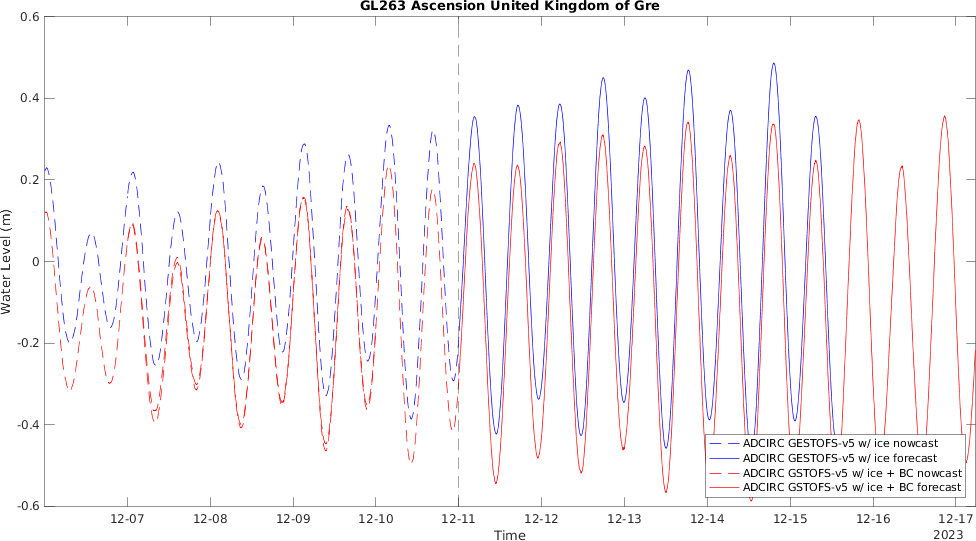 GL263 Ascension United Kingdom of Gre
0.6
0.4
0.2
0
-0.2
-0.4
-0.6
Water Level (m)
ADCIRC GESTOFS-v5 w/ ice nowcast
ADCIRC GESTOFS-v5 w/ ice forecast
ADCIRC GSTOFS-v5 w/ ice + BC nowcast
ADCIRC GSTOFS-v5 w/ ice + BC forecast
12-07 12-08 12-09 12-10 12-11 12-12 12-13 12-14 12-15 12-16 12-17
Time
2023